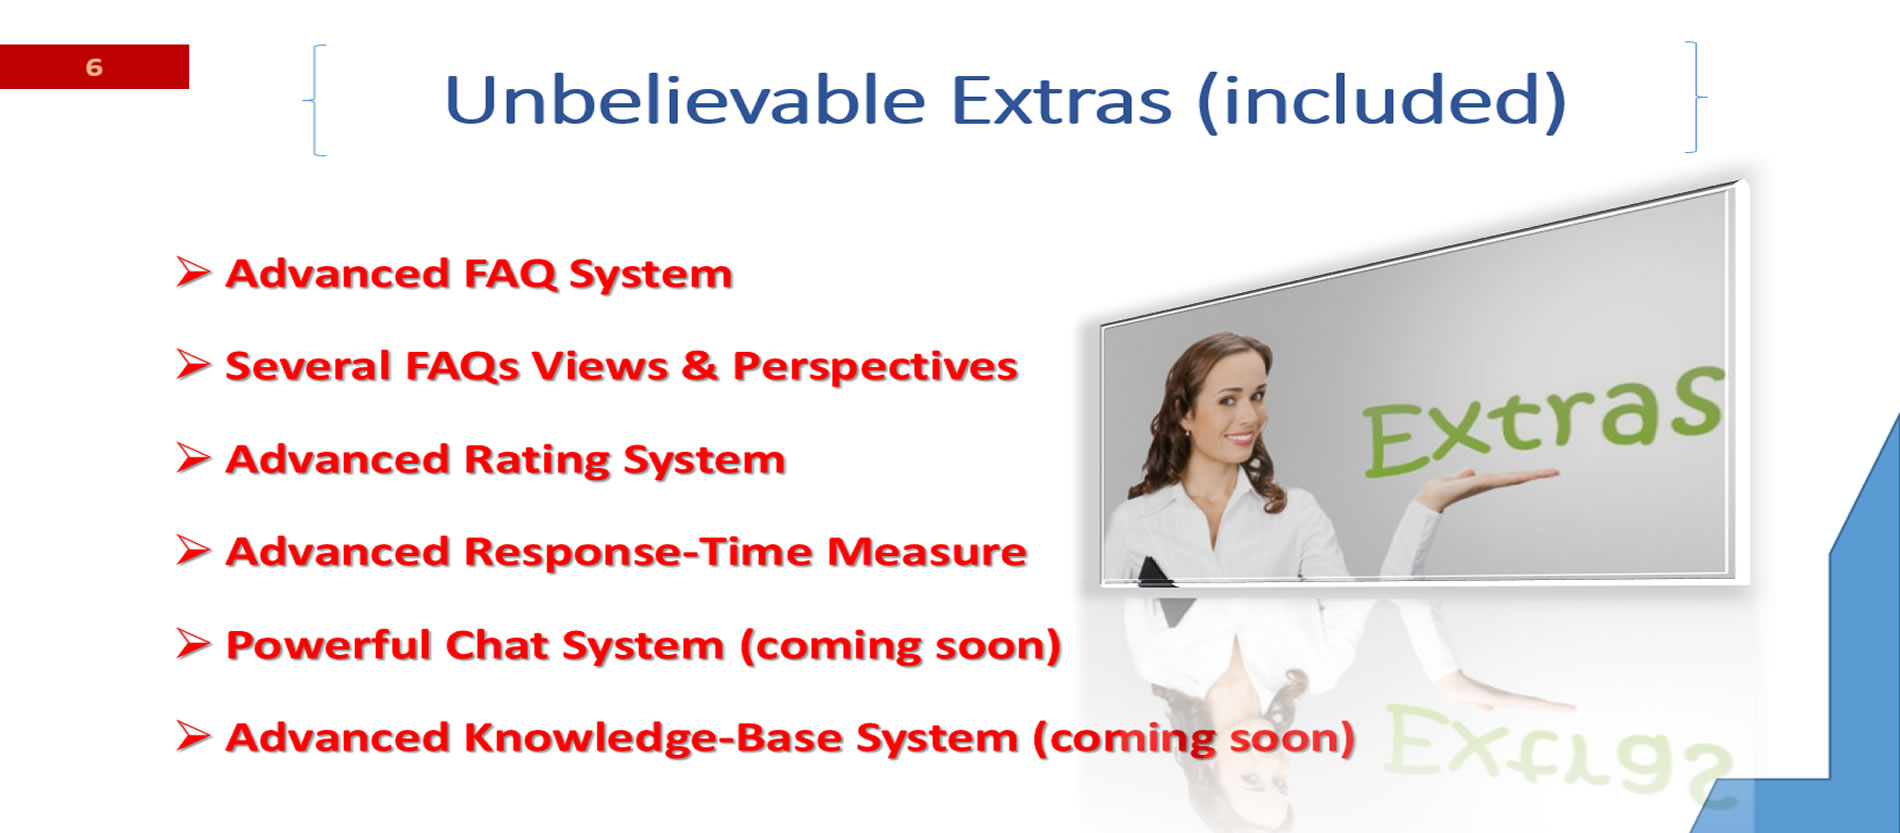 6
Unbelievable Extras (included)
Advanced FAQ System
Several FAQs Views & Perspectives
Advanced Rating System
Advanced Response-Time Measure
Powerful Chat System (coming soon)
Advanced Knowledge-Base System (coming soon)
Extras